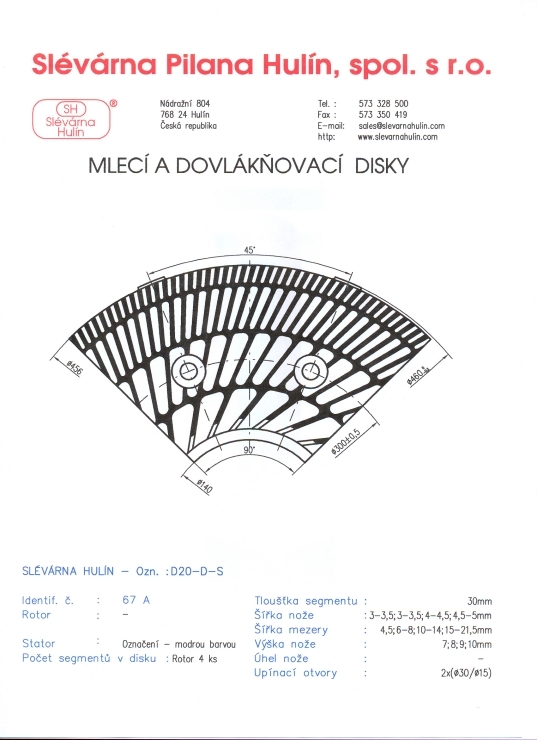 Slévárna Pilana Hulín, spol. s r.o.
SH
Slévárna
Hulín
®
Nádražní 804
768 24 Hulín
Česká republika
Tel. : 573 328 500
Fax : 573 350 419
E-mail: sales@slevarnahulin.com
http: www.slevarnahulin.com
MLECÍ A DOVLÁKŇOVACÍ DISKY
45°
ø456
ø460
ø300±0,5
90°
ø140
SLÉVÁRNA HULÍN - Ozn. :D20-D-S
Identif. č. : 67 A
Rotor : -
Stator : Označení - modrou barvou
Počet segmentů v disku : Rotor 4 ks
Tloušťka segmentu : 30mm
Šířka nože : 3-3,5;3-3,5;4-4,5;4,5-5mm
Šířka mezery : 4,5;6-8;10-14;15-21,5mm
Výška nože : 7;8;9;10mm
Úhel nože : -
Upínací otvory : 2x(ø30/ø15)